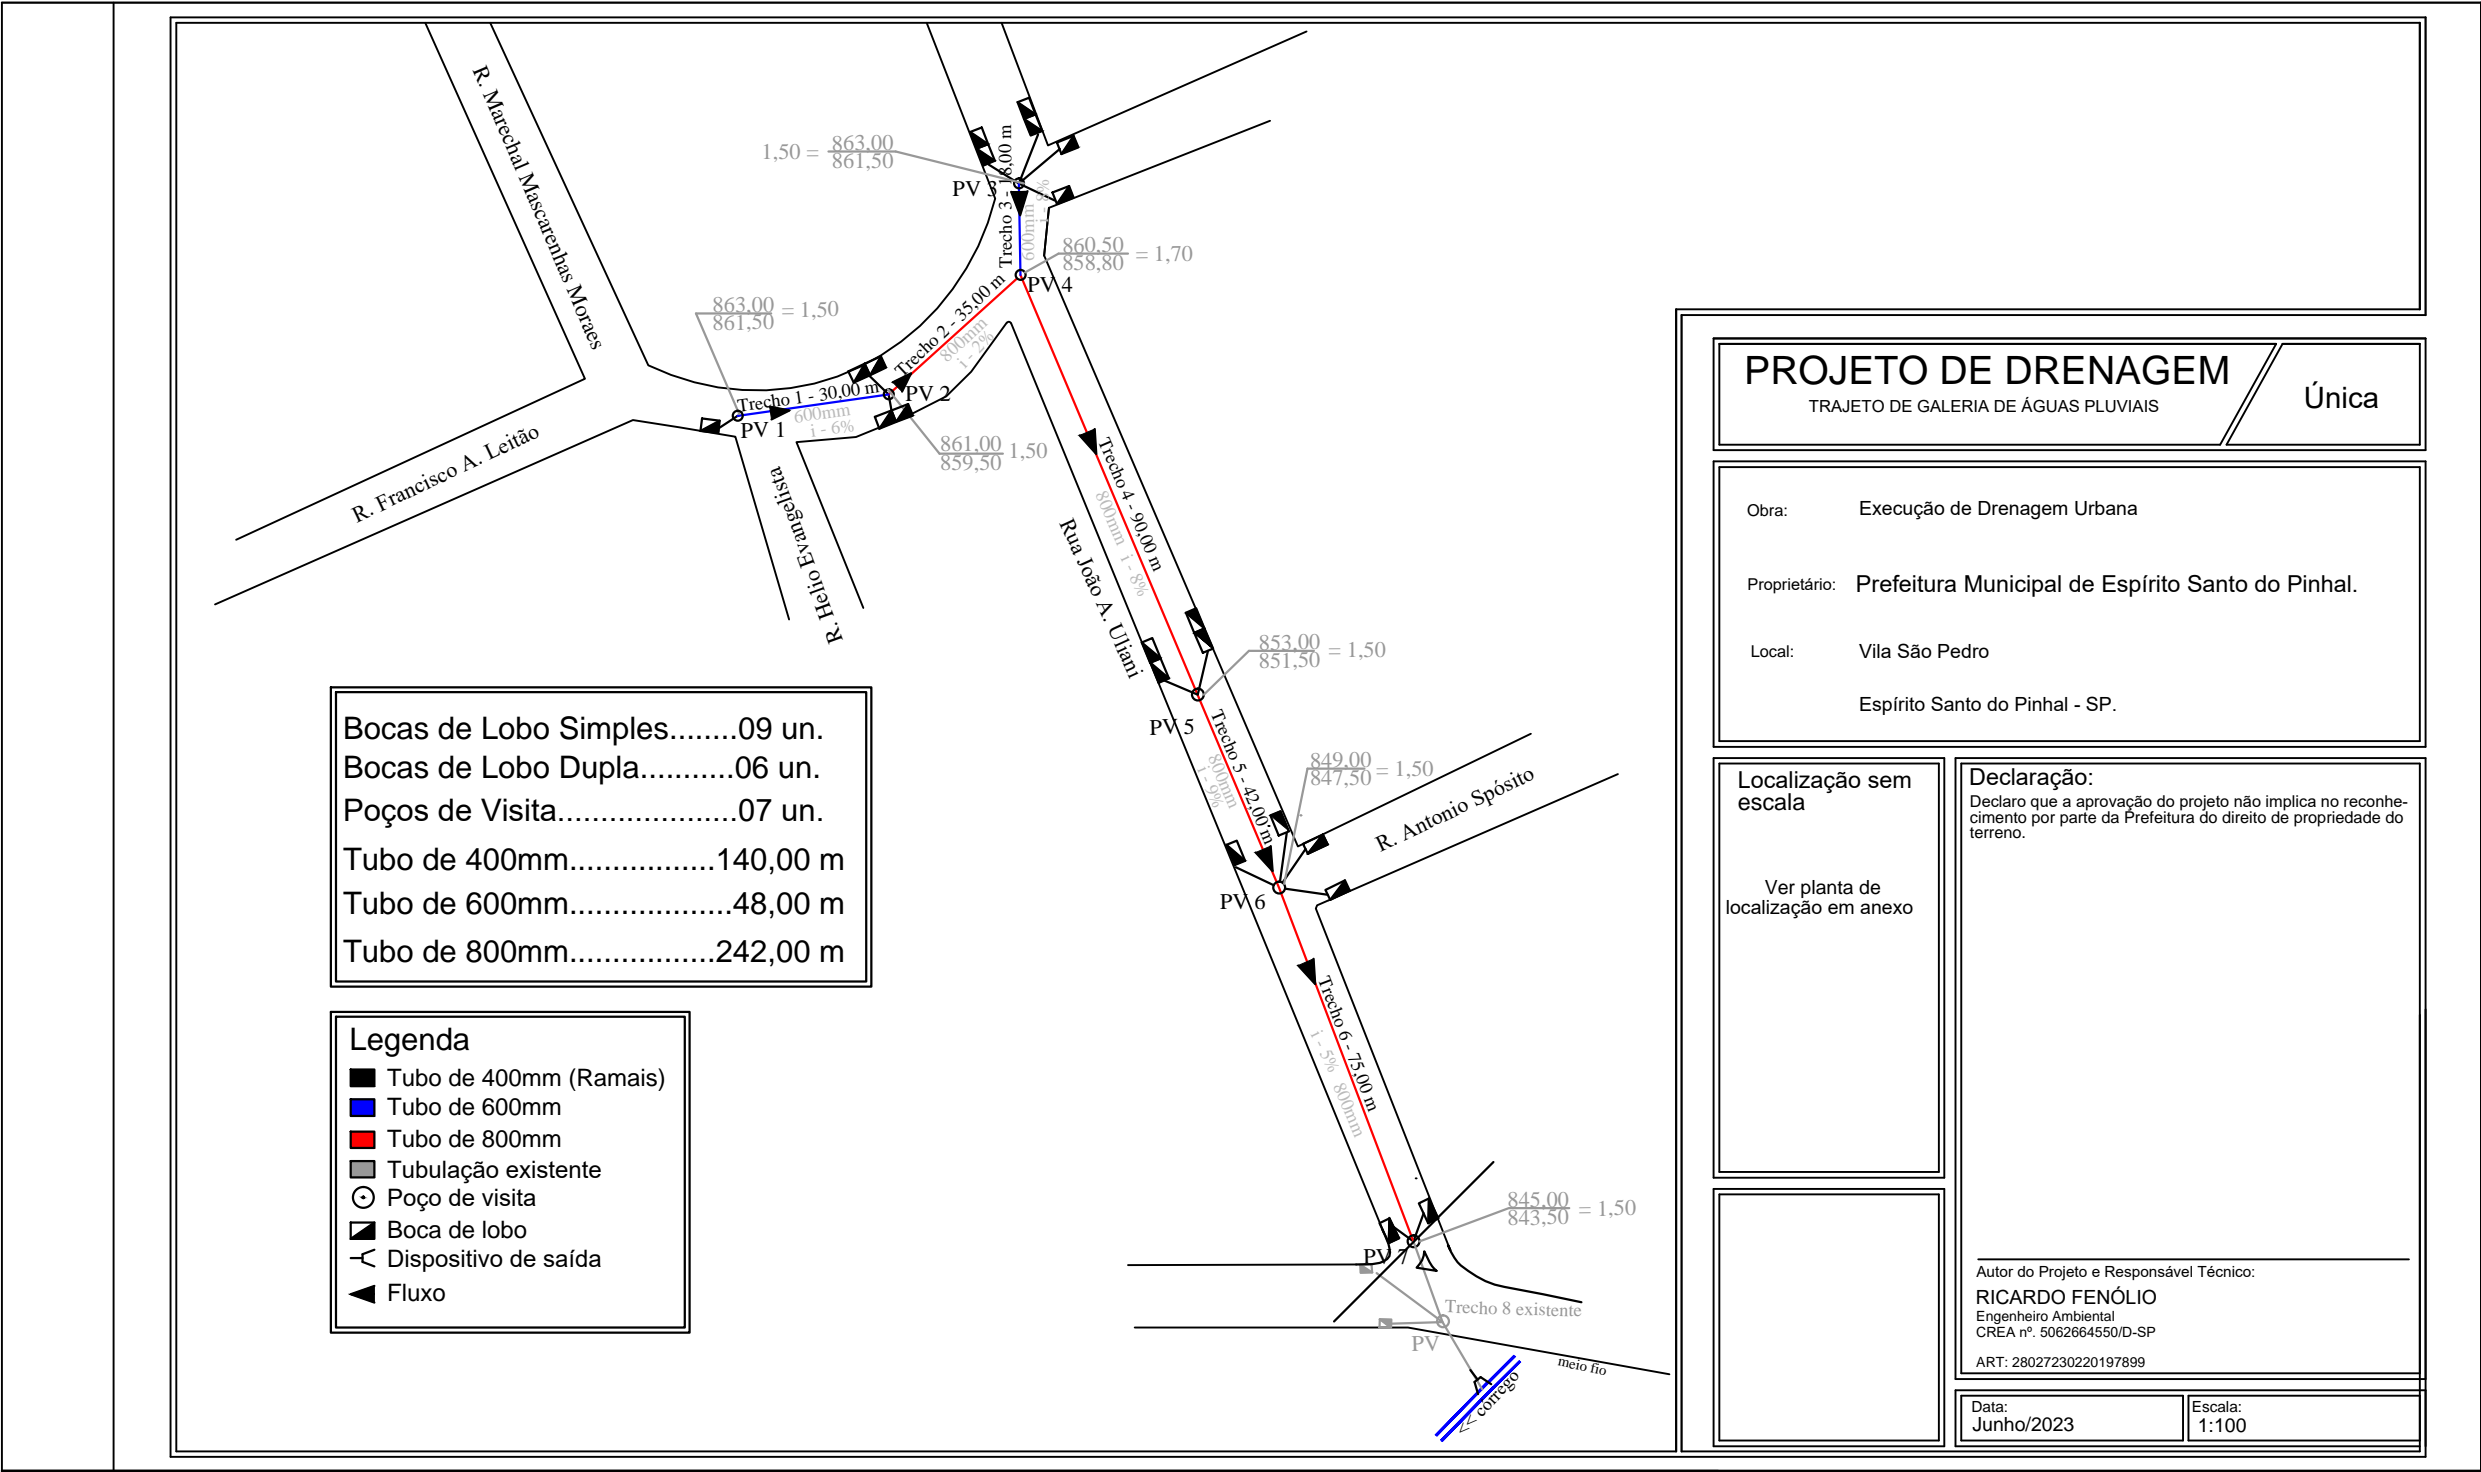 R. Marechal Mascarenhas Moraes
1,50 = 863,00
861,50
PV 3
Trecho 3 - 18,00 m
600mm
i - 8%
860,50 = 1,70
858,80
PV 4
863,00 = 1,50
861,50
Trecho 2 - 35,00 m
800mm
i - 2%
Trecho 1 - 30,00 m
600mm
i - 6%
PV 1
PV 2
861,00 1,50
859,50
R. Francisco A. Leitão
R. Helio Evangelista
Trecho 4 - 90,00 m
800mm i - 8%
Rua João A. Uliani
853,00 = 1,50
851,50
PV 5
Trecho 5 - 42,00 m
800mm
i - 9%
849,00 = 1,50
847,50
R. Antonio Spósito
PV 6
Trecho 6 - 75,00 m
i - 5% 800mm
845,00 = 1,50
843,50
PV 7
Trecho 8 existente
PV
meio fio
<< corrego
Bocas de Lobo Simples........09 un.
Bocas de Lobo Dupla...........06 un.
Poços de Visita.....................07 un.
Tubo de 400mm.................140,00 m
Tubo de 600mm...................48,00 m
Tubo de 800mm.................242,00 m
Legenda
Tubo de 400mm (Ramais)
Tubo de 600mm
Tubo de 800mm
Tubulação existente
Poço de visita
Boca de lobo
Dispositivo de saída
Fluxo
PROJETO DE DRENAGEM
TRAJETO DE GALERIA DE ÁGUAS PLUVIAIS
Única
Obra: Execução de Drenagem Urbana
Proprietário: Prefeitura Municipal de Espírito Santo do Pinhal.
Local: Vila São Pedro
Espírito Santo do Pinhal - SP.
Localização sem
escala
Ver planta de
localização em anexo
Declaração:
Declaro que a aprovação do projeto não implica no reconhe-
cimento por parte da Prefeitura do direito de propriedade do
terreno.
Autor do Projeto e Responsável Técnico:
RICARDO FENÓLIO
Engenheiro Ambiental
CREA nº. 5062664550/D-SP
ART: 28027230220197899
Data:
Junho/2023
Escala:
1:100